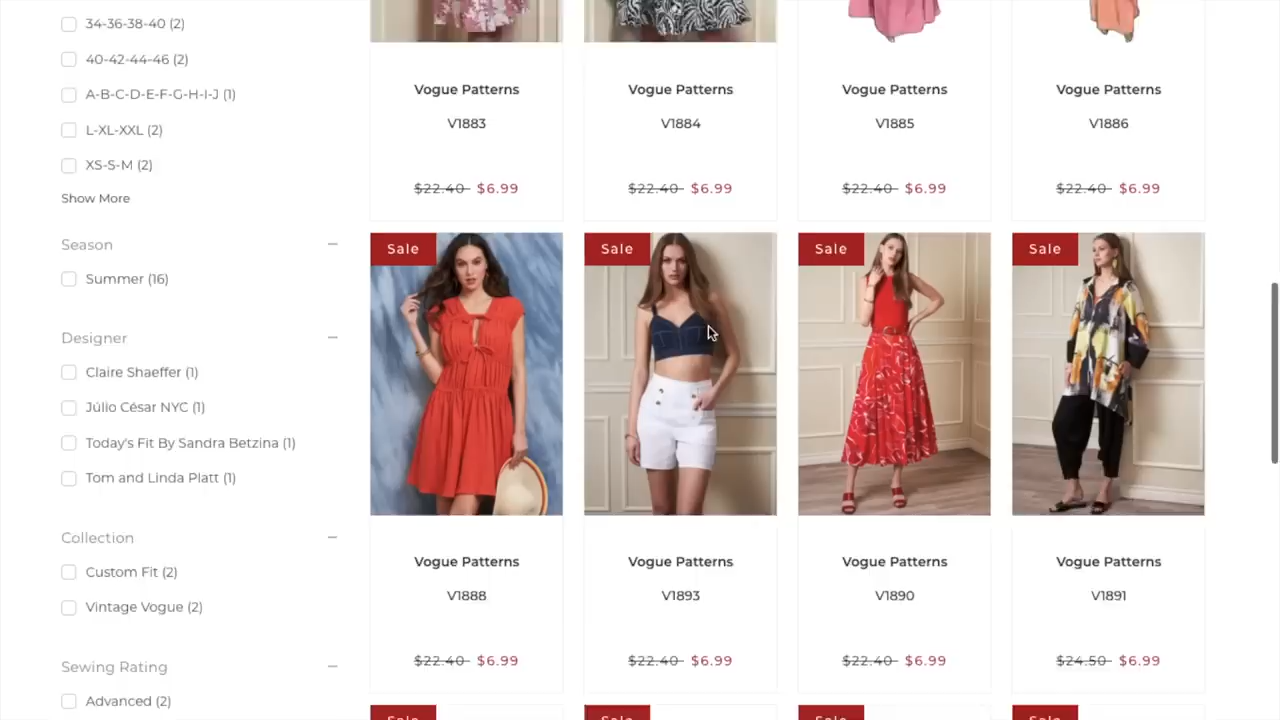 34-36-38-40 (2)
40-42-44-46 (2)
A-B-C-D-E-F-G-H-I-J (1)
L-XL-XXL (2)
XS-S-M (2)
Show More
Season
Summer (16)
Designer
Claire Shaeffer (1)
Júlio César NYC (1)
Today's Fit By Sandra Betzina (1)
Tom and Linda Platt (1)
Collection
Custom Fit (2)
Vintage Vogue (2)
Sewing Rating
Advanced (2)
Vogue Patterns
V1883
$22.40 $6.99
Vogue Patterns
V1884
$22.40 $6.99
Vogue Patterns
V1885
$22.40 $6.99
Vogue Patterns
V1886
$22.40 $6.99
Sale
Vogue Patterns
V1888
$22.40 $6.99
Sale
Vogue Patterns
V1893
$22.40 $6.99
Sale
Vogue Patterns
V1890
$22.40 $6.99
Sale
Vogue Patterns
V1891
$24.50 $6.99
Sale
Sale
Sale
Sale